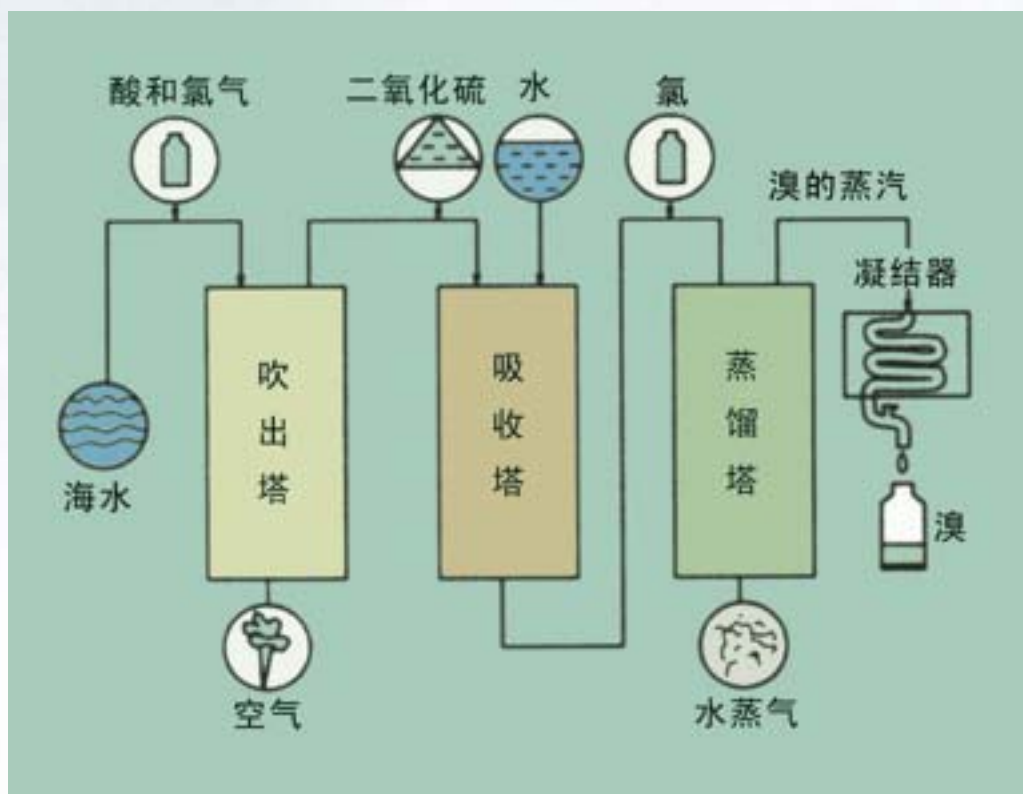 酸和氯气
二氧化硫
水
氯
溴的蒸汽
凝结器
吹出塔
吸收塔
蒸馏塔
海水
溴
空气
水蒸气